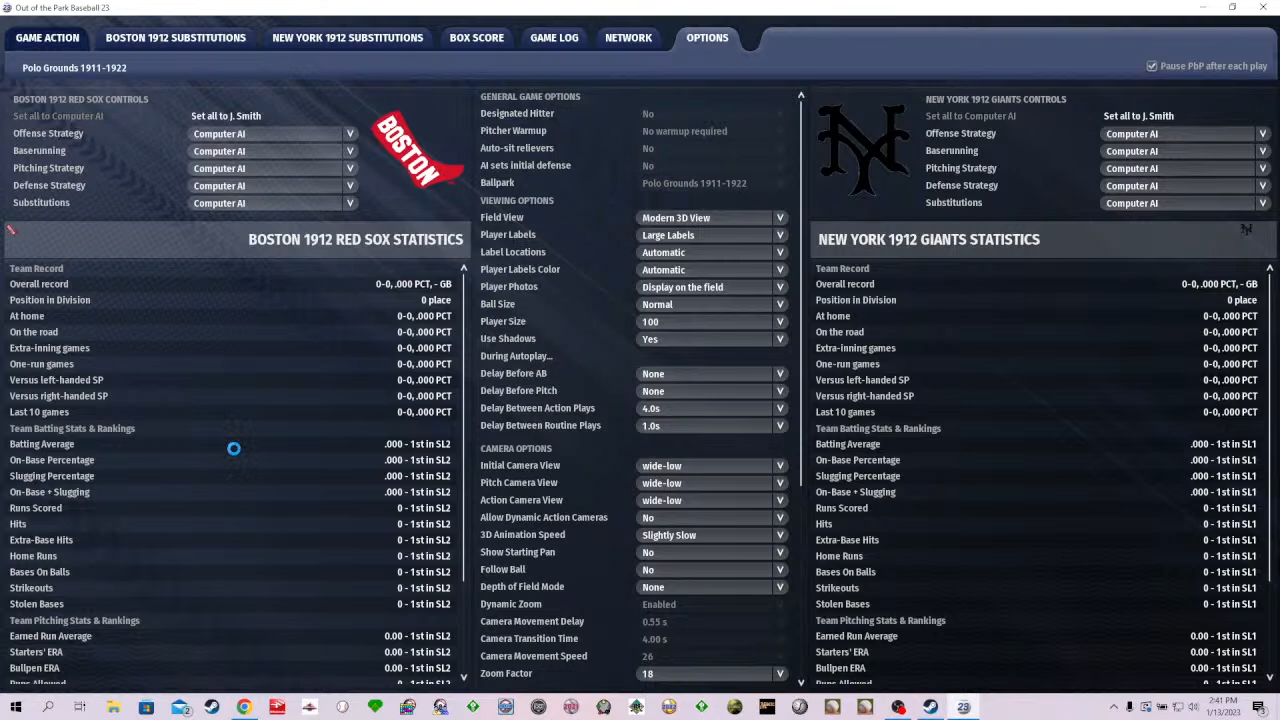 Out of the Park Baseball 23
GAME ACTION
BOSTON 1912 SUBSTITUTIONS
NEW YORK 1912 SUBSTITUTIONS
BOX SCORE
GAME LOG
NETWORK
OPTIONS
Polo Grounds 1911-1922
Pause PbP after each play
BOSTON 1912 RED SOX CONTROLS
Set all to Computer AI Set all to J. Smith
Offense Strategy Computer AI
Baserunning Computer AI
Pitching Strategy Computer AI
Defense Strategy Computer AI
Substitutions Computer AI
BOSTON
BOSTON 1912 RED SOX STATISTICS
Team Record
Overall record 0-0, .000 PCT, - GB
Position in Division 0 place
At home 0-0, .000 PCT
On the road 0-0, .000 PCT
Extra-inning games 0-0, .000 PCT
One-run games 0-0, .000 PCT
Versus left-handed SP 0-0, .000 PCT
Versus right-handed SP 0-0, .000 PCT
Last 10 games 0-0, .000 PCT
Team Batting Stats & Rankings
Batting Average .000 - 1st in SL2
On-Base Percentage .000 - 1st in SL2
Slugging Percentage .000 - 1st in SL2
On-Base + Slugging .000 - 1st in SL2
Runs Scored 0 - 1st in SL2
Hits 0 - 1st in SL2
Extra-Base Hits 0 - 1st in SL2
Home Runs 0 - 1st in SL2
Bases On Balls 0 - 1st in SL2
Strikeouts 0 - 1st in SL2
Stolen Bases 0 - 1st in SL2
Team Pitching Stats & Rankings
Earned Run Average 0.00 - 1st in SL2
Starters' ERA 0.00 - 1st in SL2
Bullpen ERA 0.00 - 1st in SL2
Runs Allowed 0 - 1st in SL2
GENERAL GAME OPTIONS
Designated Hitter No
Pitcher Warmup No warmup required
Auto-sit relievers No
AI sets initial defense No
Ballpark Polo Grounds 1911-1922
VIEWING OPTIONS
Field View Modern 3D View
Player Labels Large Labels
Label Locations Automatic
Player Labels Color Automatic
Player Photos Display on the field
Ball Size Normal
Player Size 100
Use Shadows Yes
During Autoplay...
Delay Before AB None
Delay Before Pitch None
Delay Between Action Plays 4.0s
Delay Between Routine Plays 1.0s
CAMERA OPTIONS
Initial Camera View wide-low
Pitch Camera View wide-low
Action Camera View wide-low
Allow Dynamic Action Cameras No
3D Animation Speed Slightly Slow
Show Starting Pan No
Follow Ball No
Depth of Field Mode None
Dynamic Zoom Enabled
Camera Movement Delay 0.55 s
Camera Transition Time 4.00 s
Camera Movement Speed 26
Zoom Factor 18
NY
NEW YORK 1912 GIANTS CONTROLS
Set all to Computer AI Set all to J. Smith
Offense Strategy Computer AI
Baserunning Computer AI
Pitching Strategy Computer AI
Defense Strategy Computer AI
Substitutions Computer AI
NEW YORK 1912 GIANTS STATISTICS
Team Record
Overall record 0-0, .000 PCT, - GB
Position in Division 0 place
At home 0-0, .000 PCT
On the road 0-0, .000 PCT
Extra-inning games 0-0, .000 PCT
One-run games 0-0, .000 PCT
Versus left-handed SP 0-0, .000 PCT
Versus right-handed SP 0-0, .000 PCT
Last 10 games 0-0, .000 PCT
Team Batting Stats & Rankings
Batting Average .000 - 1st in SL1
On-Base Percentage .000 - 1st in SL1
Slugging Percentage .000 - 1st in SL1
On-Base + Slugging .000 - 1st in SL1
Runs Scored 0 - 1st in SL1
Hits 0 - 1st in SL1
Extra-Base Hits 0 - 1st in SL1
Home Runs 0 - 1st in SL1
Bases On Balls 0 - 1st in SL1
Strikeouts 0 - 1st in SL1
Stolen Bases 0 - 1st in SL1
Team Pitching Stats & Rankings
Earned Run Average 0.00 - 1st in SL1
Starters' ERA 0.00 - 1st in SL1
Bullpen ERA 0.00 - 1st in SL1
Runs Allowed 0 - 1st in SL1
2:41 PM
1/13/2023